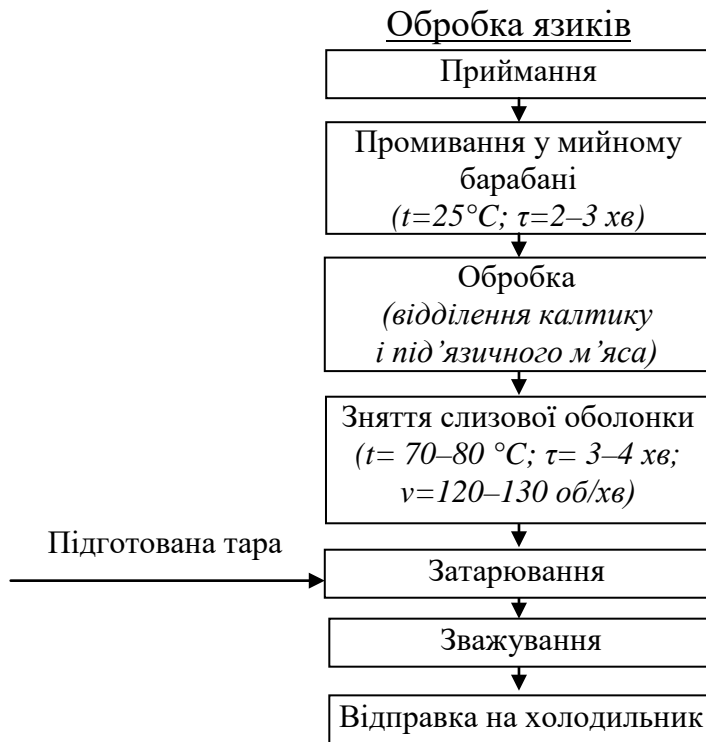 Обробка язиків
Приймання
Промивання у мийному
барабані
(t=25°C; τ=2–3 хв)
Обробка
(відділення калтику
і під’язичного м’яса)
Зняття слизової оболонки
(t= 70–80 °C; τ= 3–4 хв;
v=120–130 об/хв)
Підготована тара
Затарювання
Зважування
Відправка на холодильник